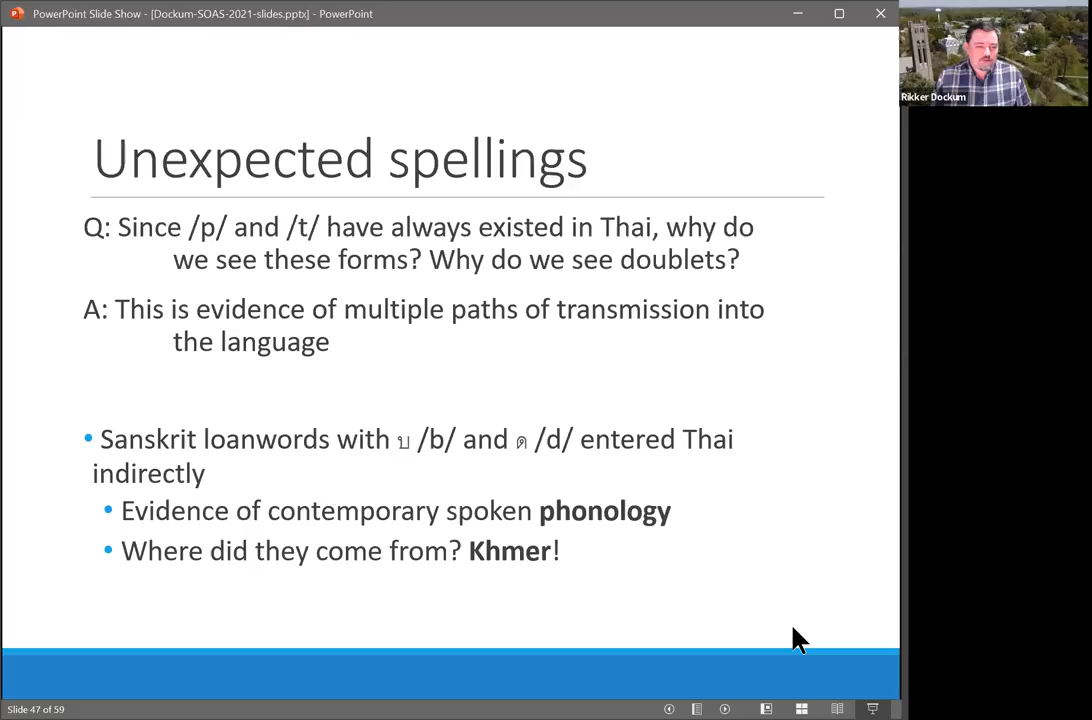 PowerPoint Slide Show - [Dockum-SOAS-2021-slides.pptx] - PowerPoint
Rikker Dockum
Unexpected spellings
Q: Since /p/ and /t/ have always existed in Thai, why do
we see these forms? Why do we see doublets?
A: This is evidence of multiple paths of transmission into
the language
• Sanskrit loanwords with บ /b/ and ด /d/ entered Thai
indirectly
• Evidence of contemporary spoken phonology
• Where did they come from? Khmer!
Slide 47 of 59